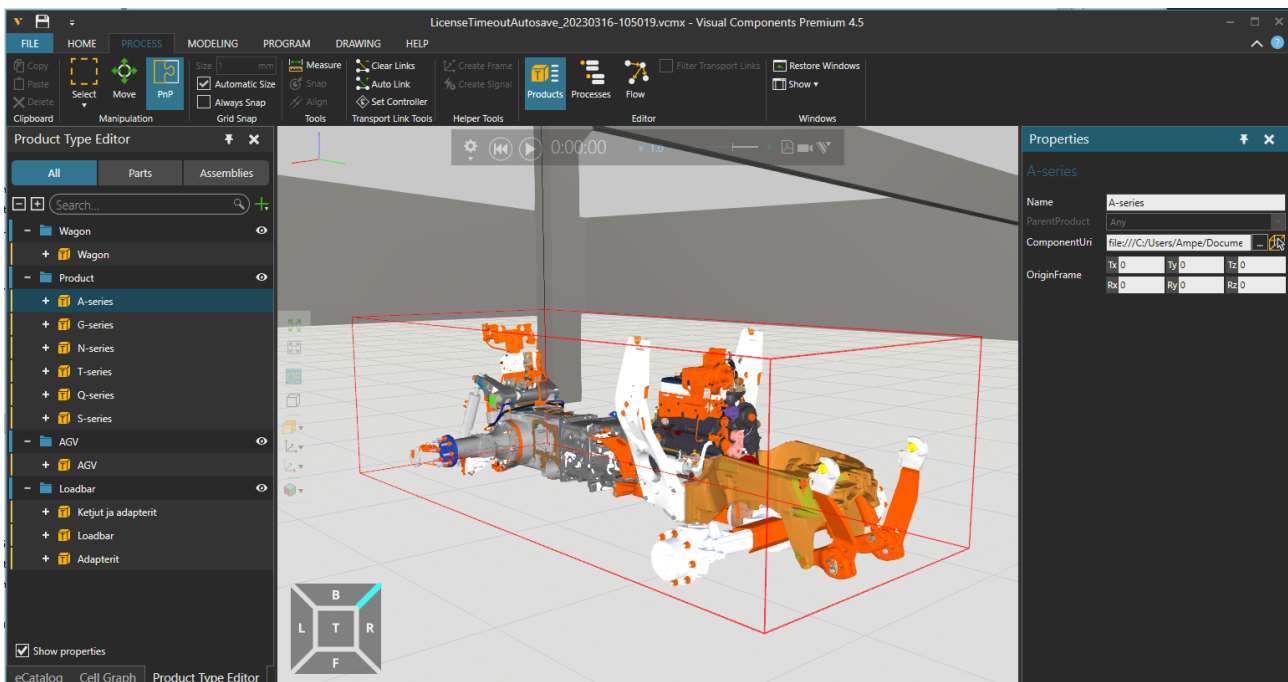 LicenseTimeoutAutosave_20230316-105019.vcmx - Visual Components Premium 4.5
FILE HOME PROCESS MODELING PROGRAM DRAWING HELP
Copy
Paste
Delete
Clipboard
Select
Move
PnP
Manipulation
Size 1 mm
Automatic Size
Always Snap
Grid Snap
Measure
Snap
Align
Tools
Clear Links
Auto Link
Set Controller
Transport Link Tools
Create Frame
Create Signal
Helper Tools
Products
Processes
Flow
Filter Transport Links
Editor
Restore Windows
Show
Windows
Product Type Editor
All Parts Assemblies
Search...
Wagon
Wagon
Product
A-series
G-series
N-series
T-series
Q-series
S-series
AGV
AGV
Loadbar
Ketjut ja adapterit
Loadbar
Adapterit
Show properties
eCatalog Cell Graph Product Type Editor
0:00:00 x 1.0
B
L T R
F
Properties
A-series
Name A-series
ParentProduct Any
ComponentUri file:///C:/Users/Ampe/Docume ...
OriginFrame
Tx 0 Ty 0 Tz 0
Rx 0 Ry 0 Rz 0